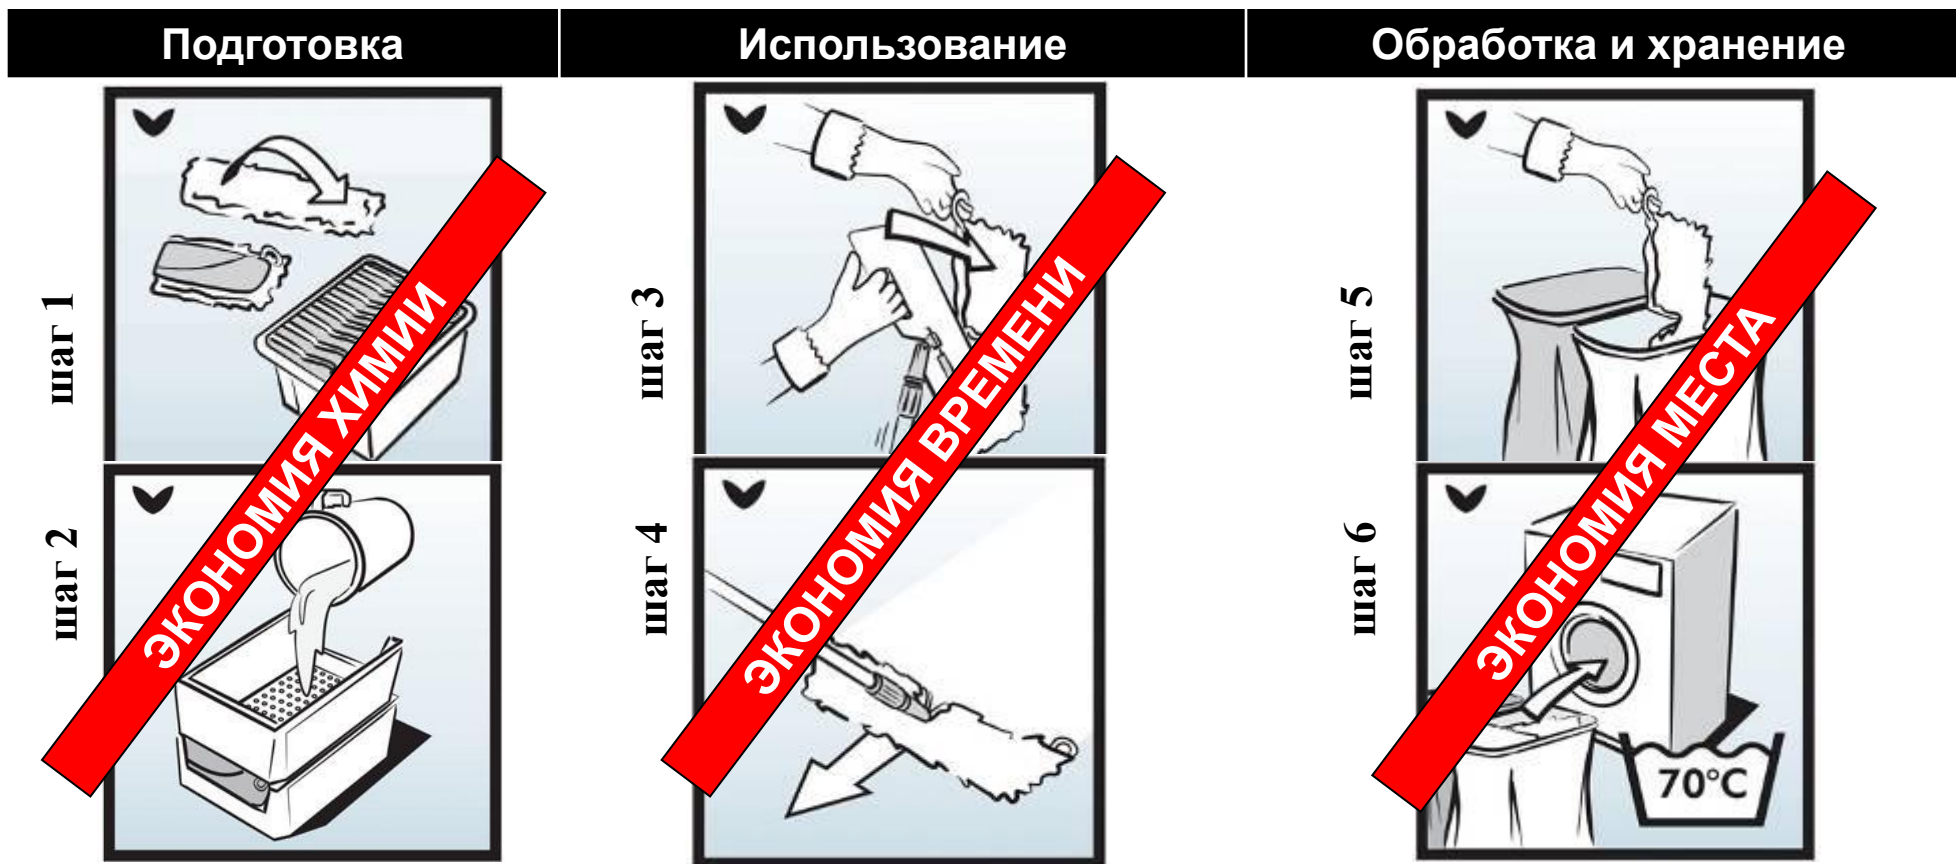 Подготовка
Использование
Обработка и хранение
шаг 1
шаг 2
ЭКОНОМИЯ ХИМИИ
шаг 3
шаг 4
ЭКОНОМИЯ ВРЕМЕНИ
шаг 5
шаг 6
ЭКОНОМИЯ МЕСТА
70°C